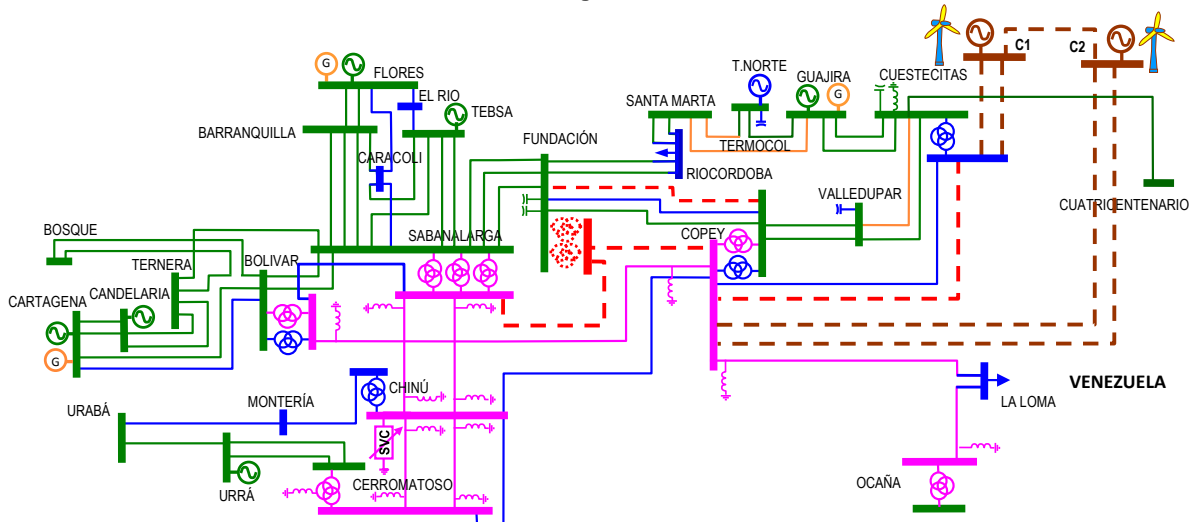 C1
C2
G
FLORES
T.NORTE
GUAJIRA
G
CUESTECITAS
EL RIO
TEBSA
SANTA MARTA
BARRANQUILLA
FUNDACIÓN
TERMOCOL
CARACOLI
RIOCORDOBA
VALLEDUPAR
CUATRICENTENARIO
BOSQUE
SABANALARGA
COPEY
TERNERA
BOLIVAR
CARTAGENA
CANDELARIA
G
VENEZUELA
CHINÚ
LA LOMA
MONTERÍA
URABÁ
SVC
URRÁ
CERROMATOSO
OCAÑA